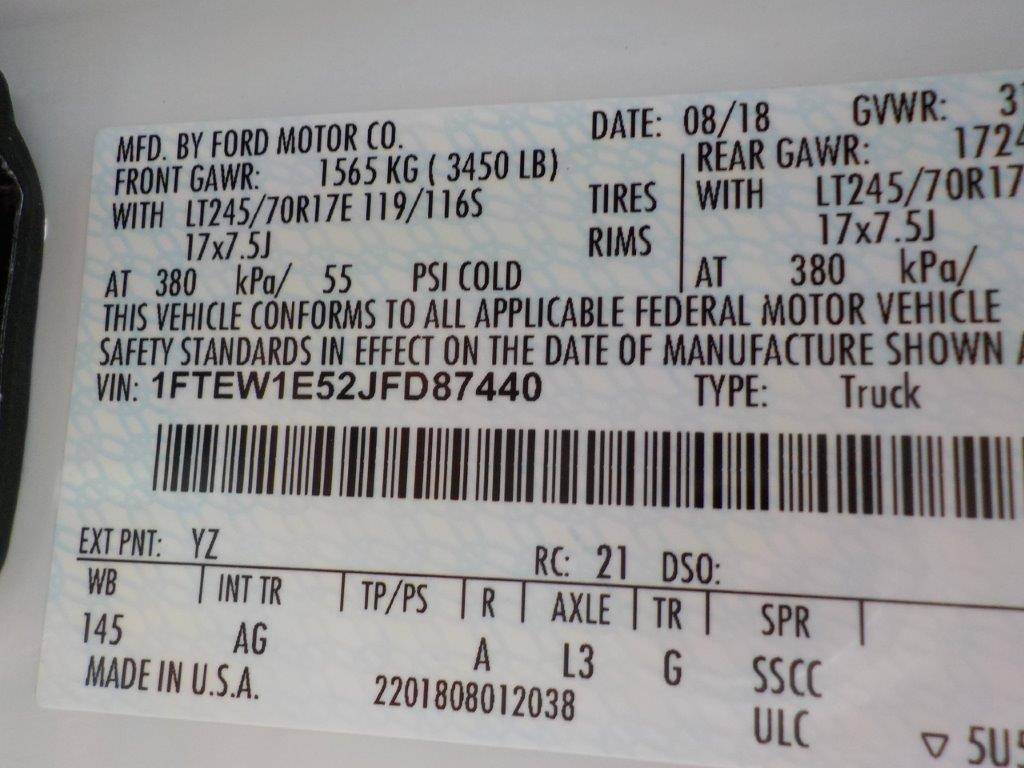 MFD. BY FORD MOTOR CO.
DATE: 08/18 GVWR:
FRONT GAWR: 1565 KG ( 3450 LB)
REAR GAWR: 1724
WITH LT245/70R17E 119/116S TIRES
WITH LT245/70R17
17x7.5J RIMS
17x7.5J
AT 380 kPa/ 55 PSI COLD
AT 380 kPa/
THIS VEHICLE CONFORMS TO ALL APPLICABLE FEDERAL MOTOR VEHICLE
SAFETY STANDARDS IN EFFECT ON THE DATE OF MANUFACTURE SHOWN
VIN: 1FTEW1E52JFD87440 TYPE: Truck
EXT PNT: YZ RC: 21 DSO:
WB INT TR TP/PS R AXLE TR SPR
145 AG A L3 G SSCC
ULC
MADE IN U.S.A. 2201808012038
▽ 5U5